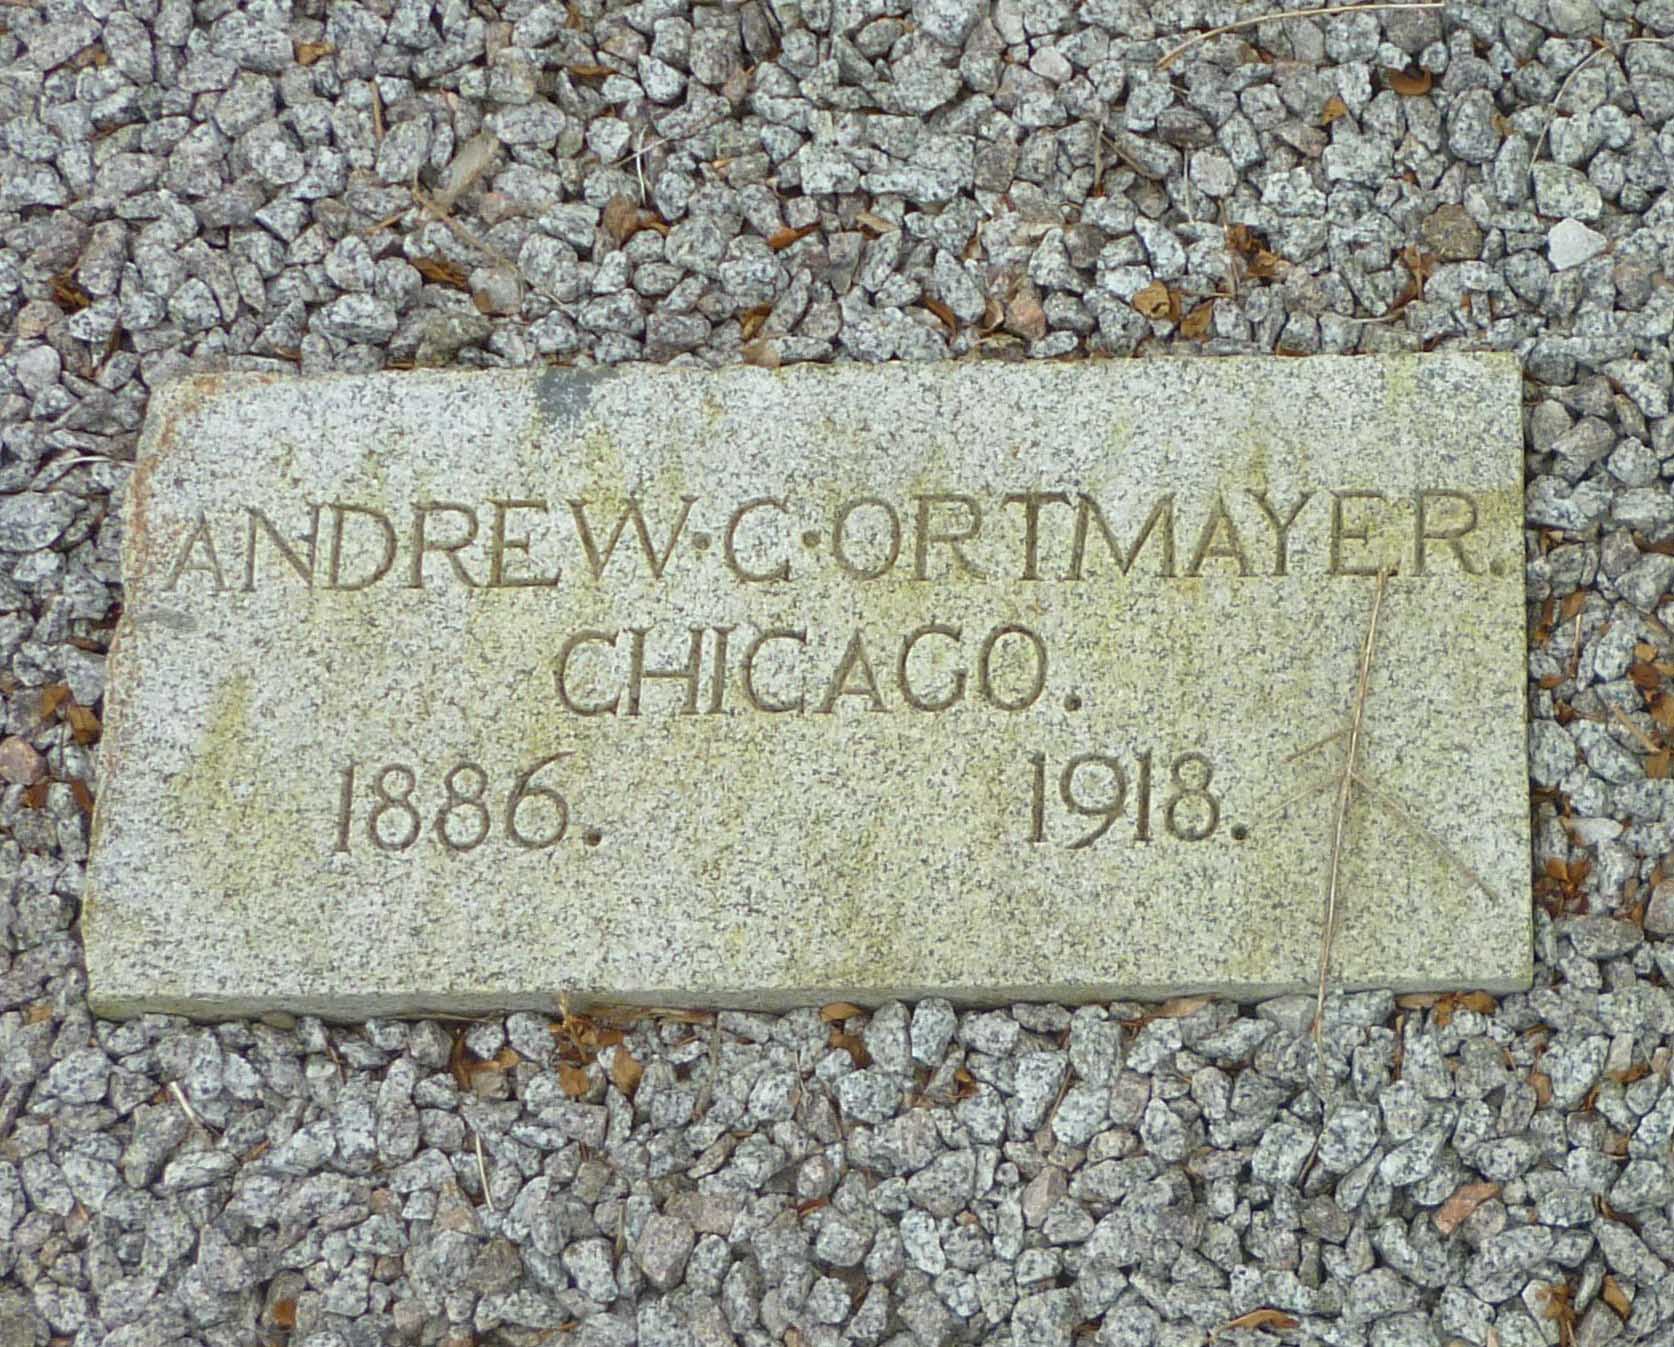 ANDREW·C·ORTMAYER.
CHICAGO.
1886. 1918.